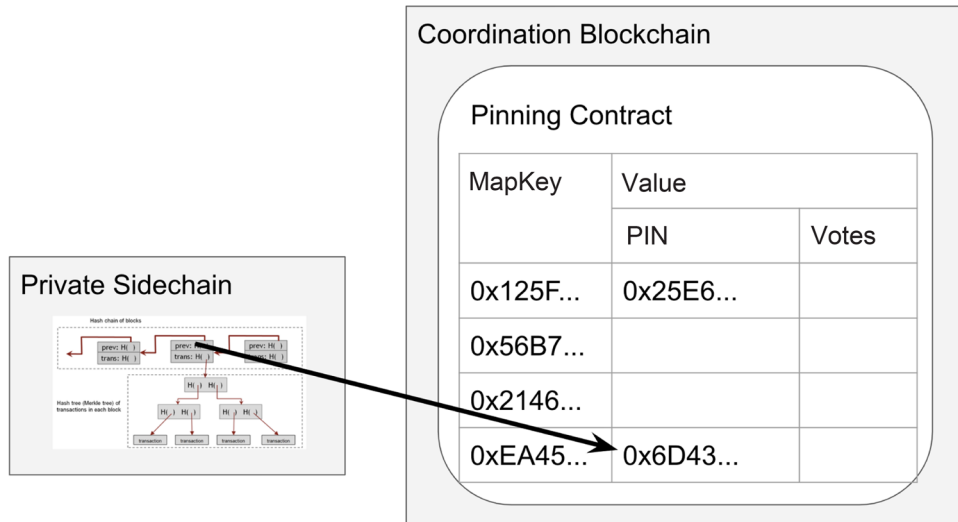 Coordination Blockchain
Pinning Contract
MapKey Value
PIN Votes
0x125F... 0x25E6...
0x56B7...
0x2146...
0xEA45... 0x6D43...
Private Sidechain
Hash chain of blocks
prev: H( ) prev: H( ) prev: H( )
trans: H( ) trans: H( ) trans: H( )
H( ) H( )
Hash tree (Merkle tree) of
transactions in each block
H( ) H( ) H( ) H( )
transaction transaction transaction transaction